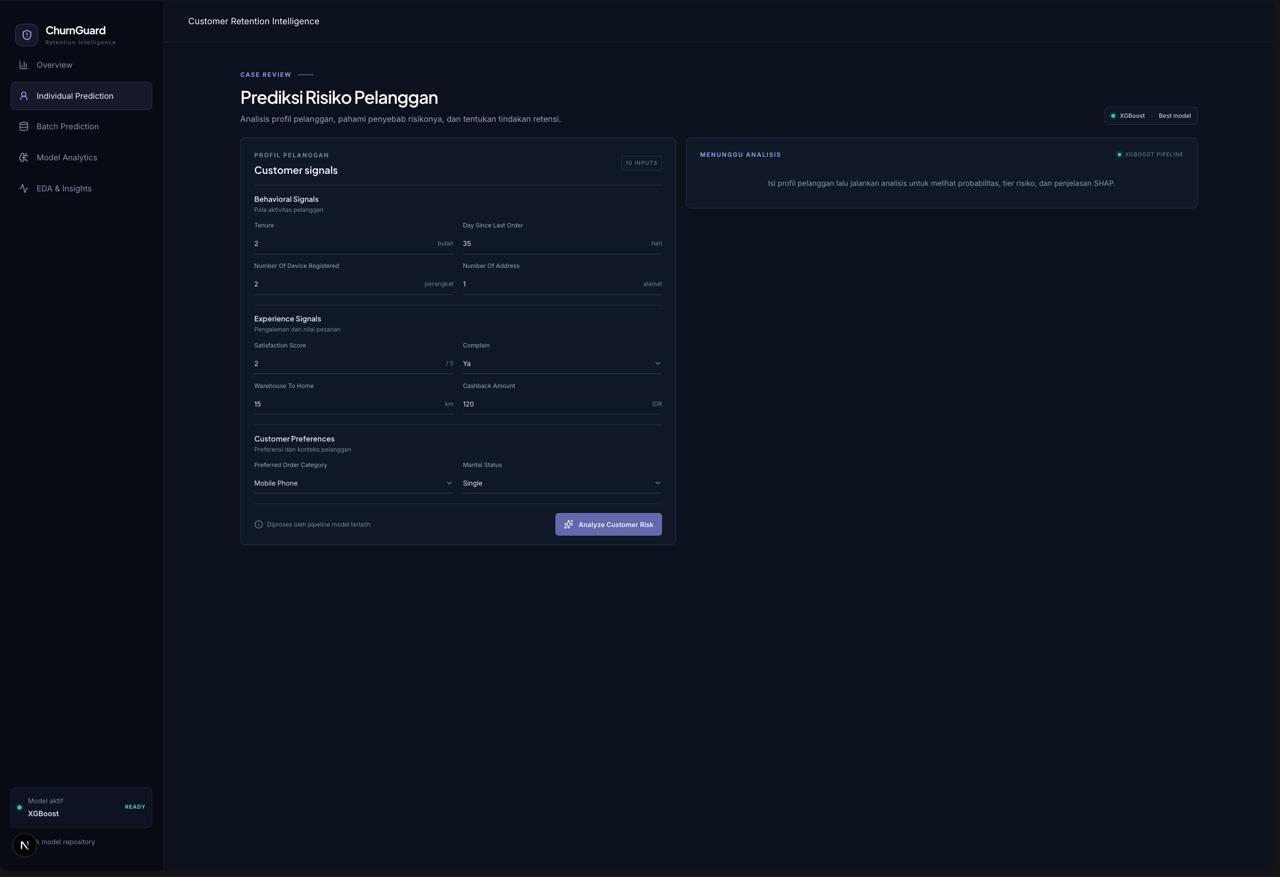 ChurnGuard
Retention Intelligence
Overview
Individual Prediction
Batch Prediction
Model Analytics
EDA & Insights
Model aktif
XGBoost
READY
N
k model repository
Customer Retention Intelligence
CASE REVIEW
Prediksi Risiko Pelanggan
Analisis profil pelanggan, pahami penyebab risikonya, dan tentukan tindakan retensi.
XGBoost · Best model
PROFIL PELANGGAN
Customer signals
10 INPUTS
Behavioral Signals
Pola aktivitas pelanggan
Tenure
2 bulan
Day Since Last Order
35 hari
Number Of Device Registered
2 perangkat
Number Of Address
1 alamat
Experience Signals
Pengalaman dan nilai pesanan
Satisfaction Score
2 / 5
Complain
Ya
Warehouse To Home
15 km
Cashback Amount
120 IDR
Customer Preferences
Preferensi dan konteks pelanggan
Preferred Order Category
Mobile Phone
Marital Status
Single
Diproses oleh pipeline model terlatih
Analyze Customer Risk
MENUNGGU ANALISIS
XGBOOST PIPELINE
Isi profil pelanggan lalu jalankan analisis untuk melihat probabilitas, tier risiko, dan penjelasan SHAP.